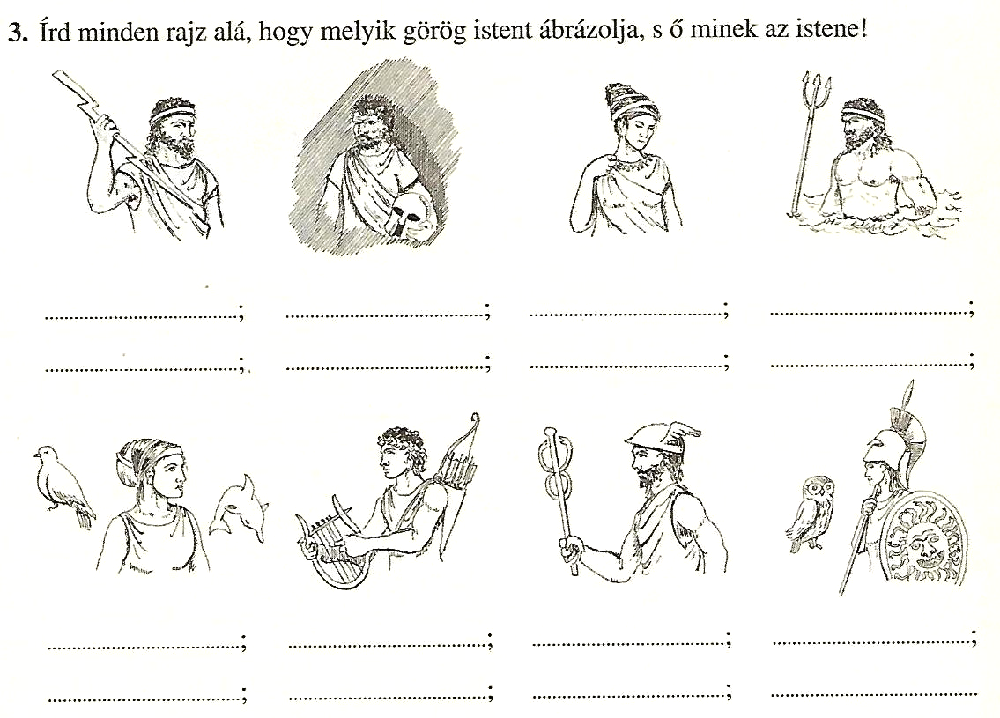 3. Írd minden rajz alá, hogy melyik görög istent ábrázolja, s ő minek az istene!
..............................; ..............................; ..............................; ..............................;
..............................;. ..............................; ..............................; ..............................;
..............................; ..............................; ..............................; ..............................;
..............................; ..............................; ..............................; ..............................